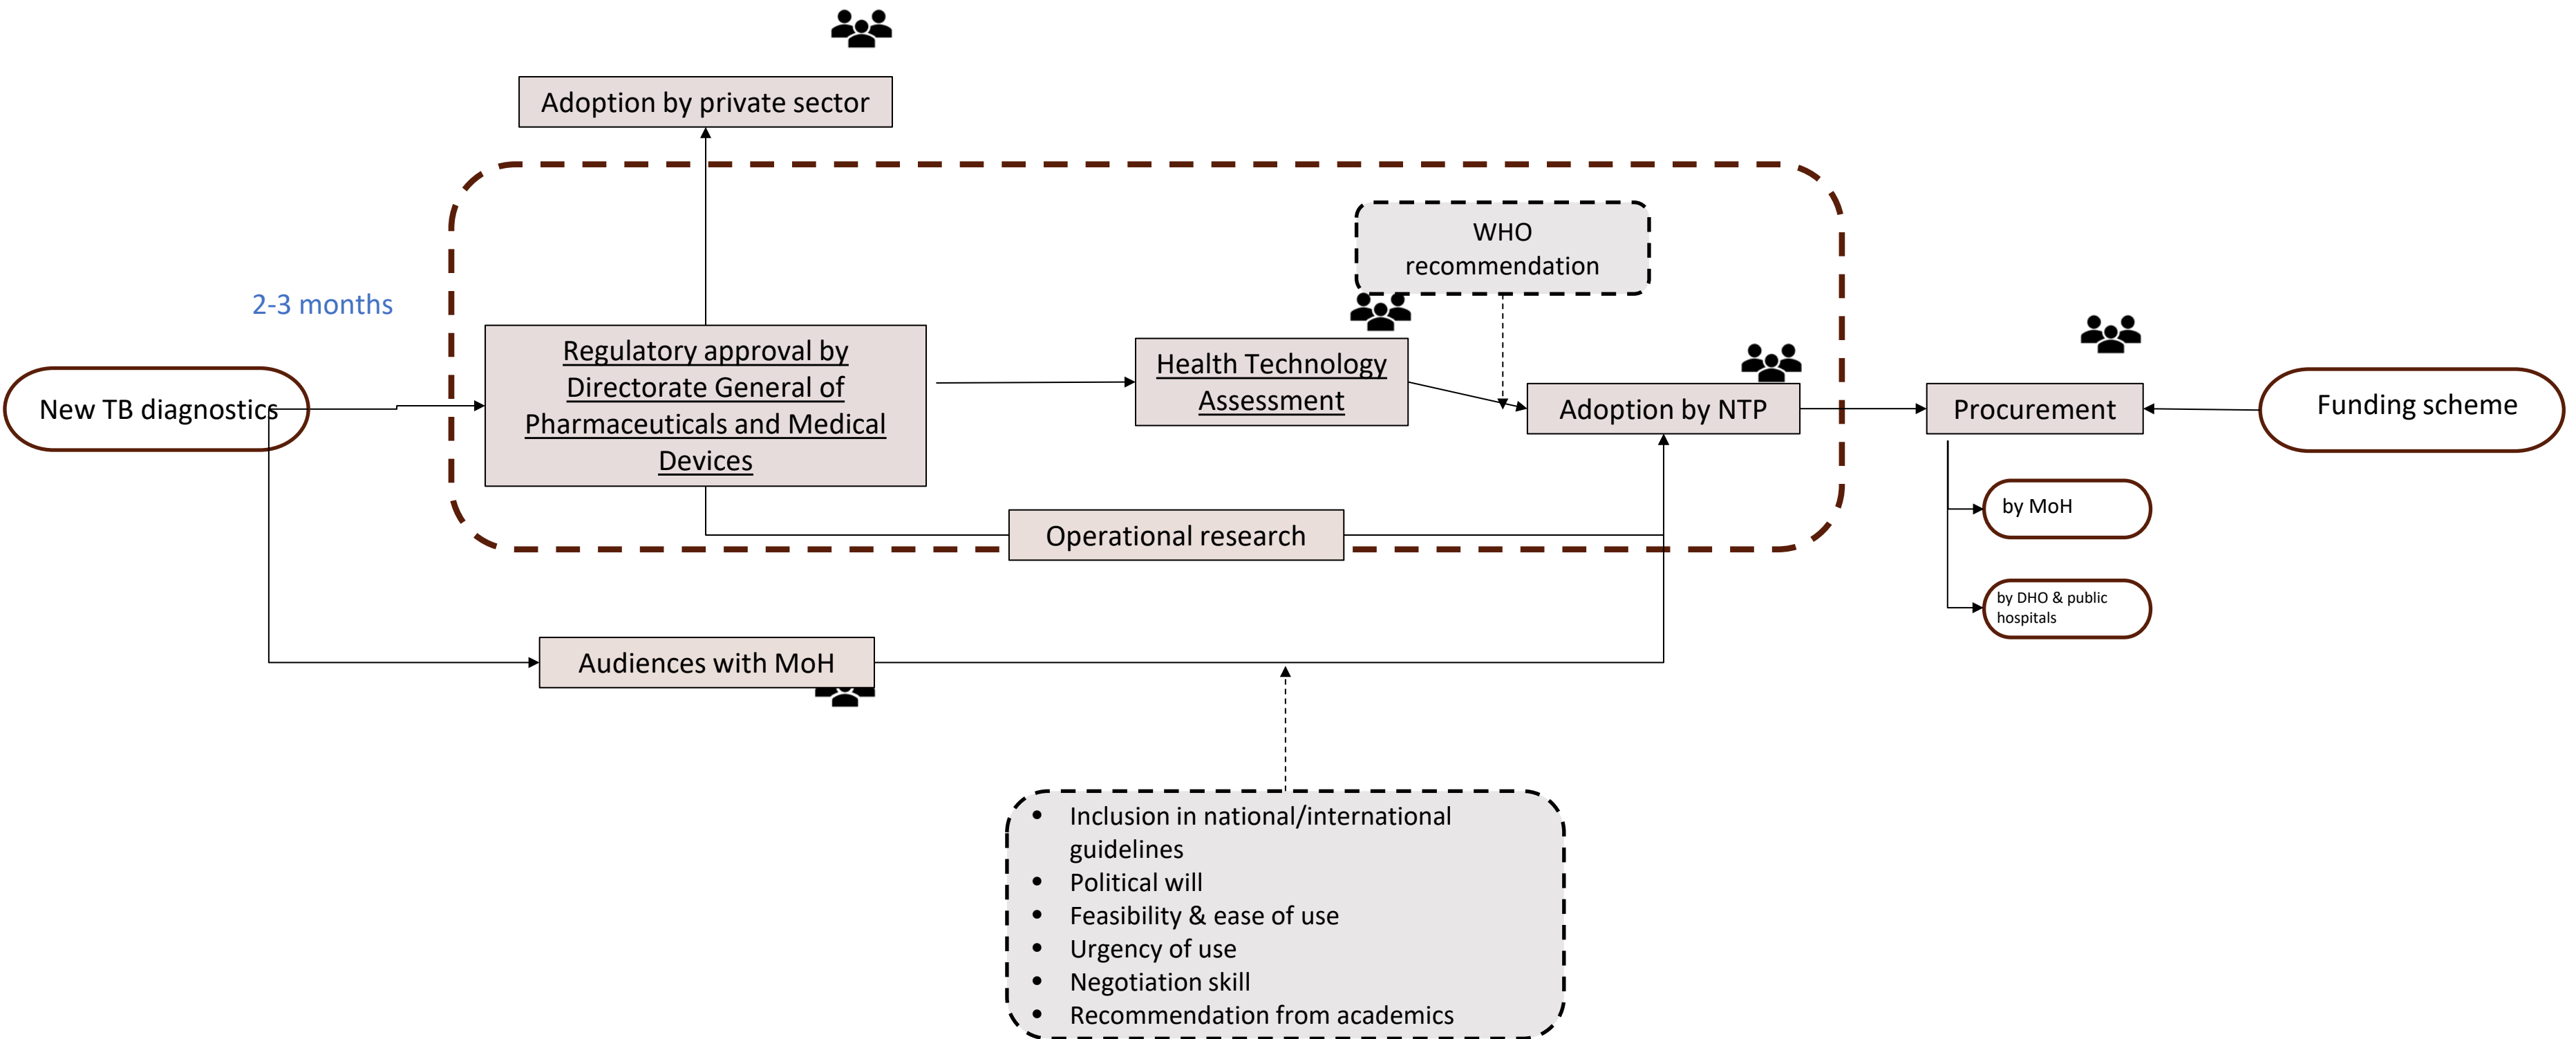 Adoption by private sector
WHO
recommendation
2-3 months
Regulatory approval by
Directorate General of
Pharmaceuticals and Medical
Devices
Health Technology
Assessment
New TB diagnostics
Adoption by NTP
Procurement
Funding scheme
by MoH
Operational research
by DHO & public
hospitals
Audiences with MoH
• Inclusion in national/international
guidelines
• Political will
• Feasibility & ease of use
• Urgency of use
• Negotiation skill
• Recommendation from academics